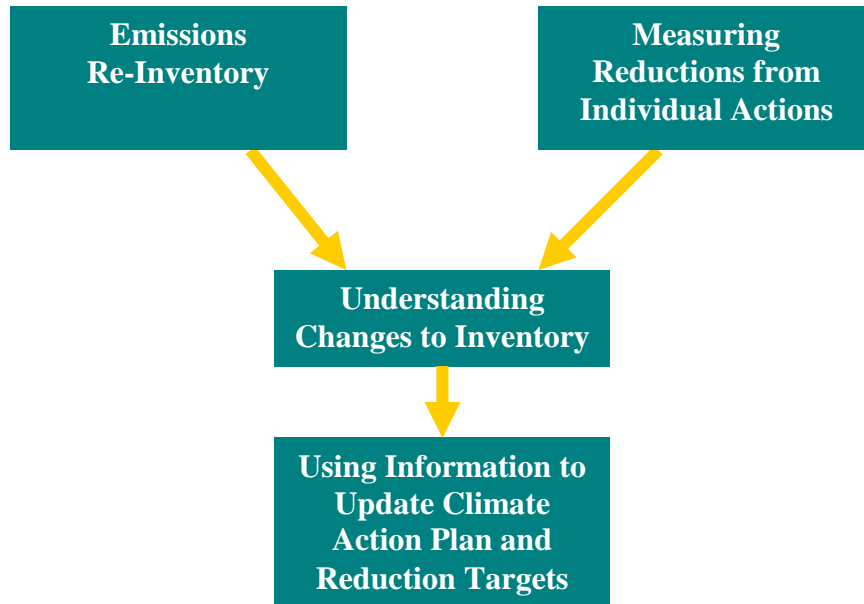 Emissions
Re-Inventory
Measuring
Reductions from
Individual Actions
Understanding
Changes to Inventory
Using Information to
Update Climate
Action Plan and
Reduction Targets